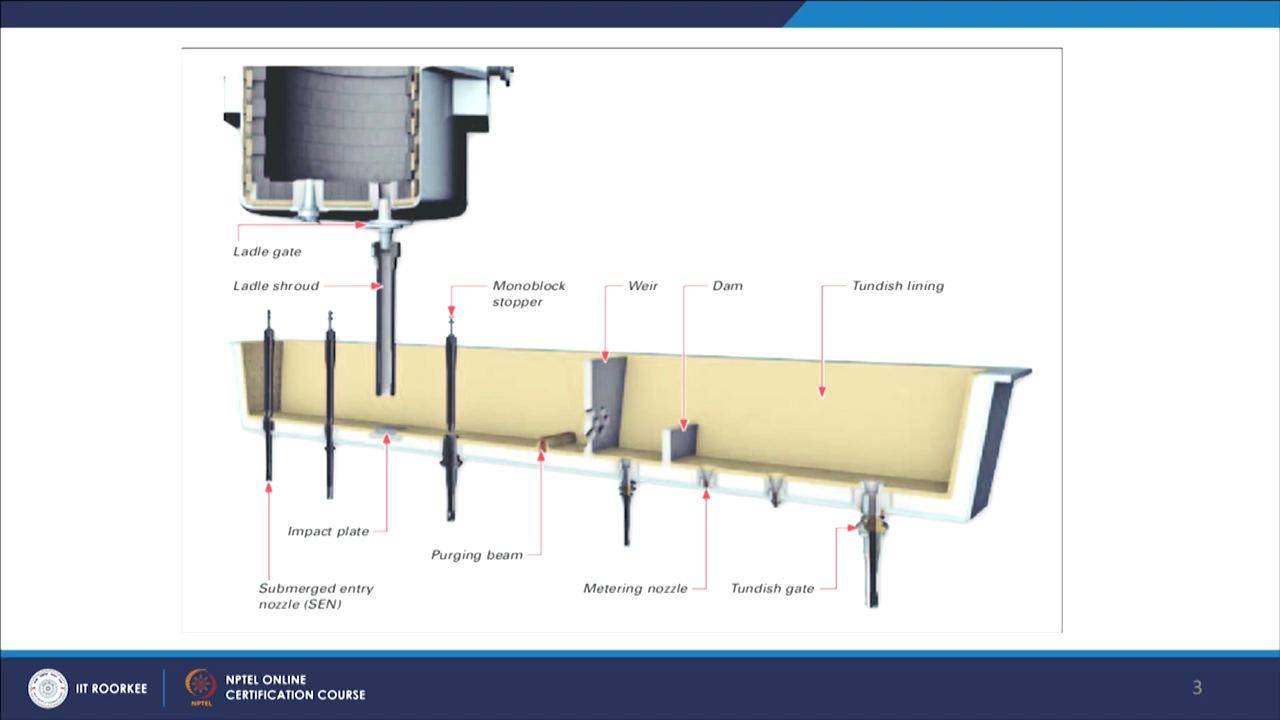 Ladle gate
Ladle shroud
Monoblock
stopper
Weir
Dam
Tundish lining
Impact plate
Purging beam
Submerged entry
nozzle (SEN)
Metering nozzle
Tundish gate
IIT ROORKEE
NPTEL
NPTEL ONLINE
CERTIFICATION COURSE
3